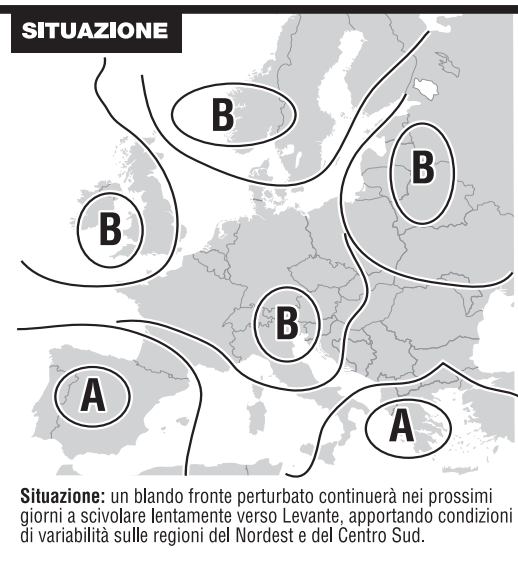 SITUAZIONE
B
B
B
B
A
A
Situazione: un blando fronte perturbato continuerà nei prossimi
giorni a scivolare lentamente verso Levante, apportando condizioni
di variabilità sulle regioni del Nordest e del Centro Sud.